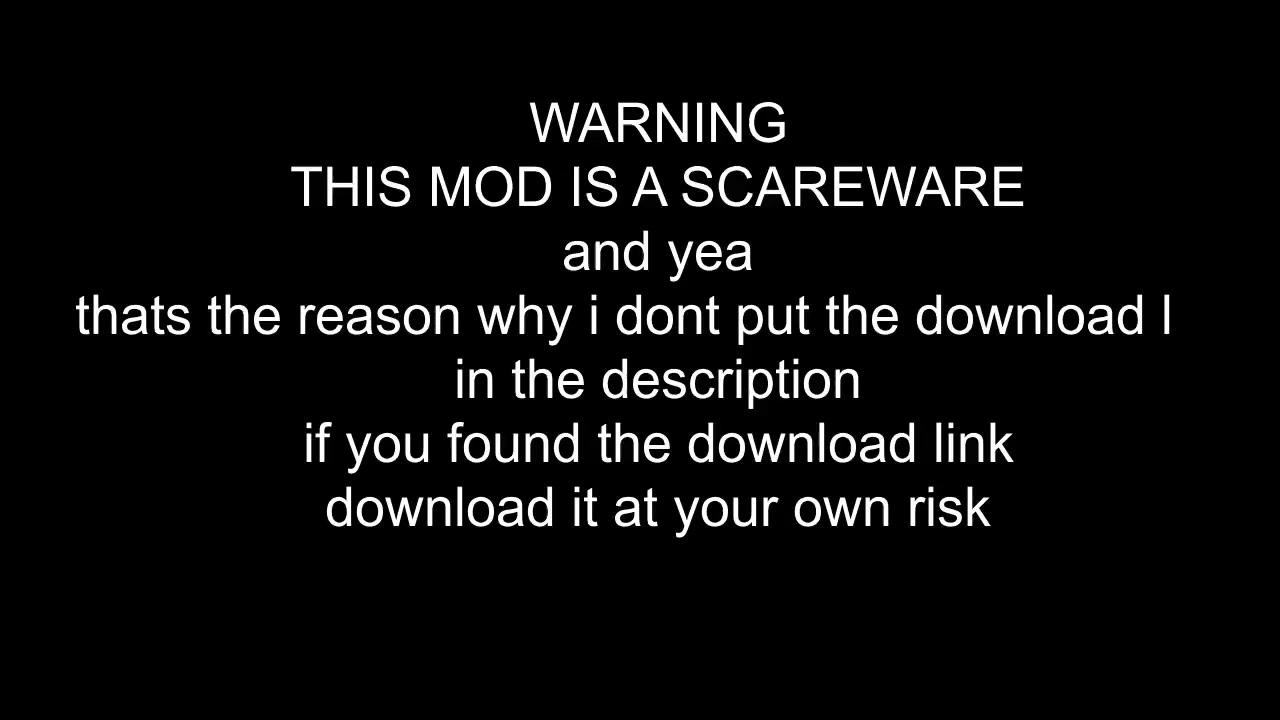 WARNING
THIS MOD IS A SCAREWARE
and yea
thats the reason why i dont put the download l
in the description
if you found the download link
download it at your own risk